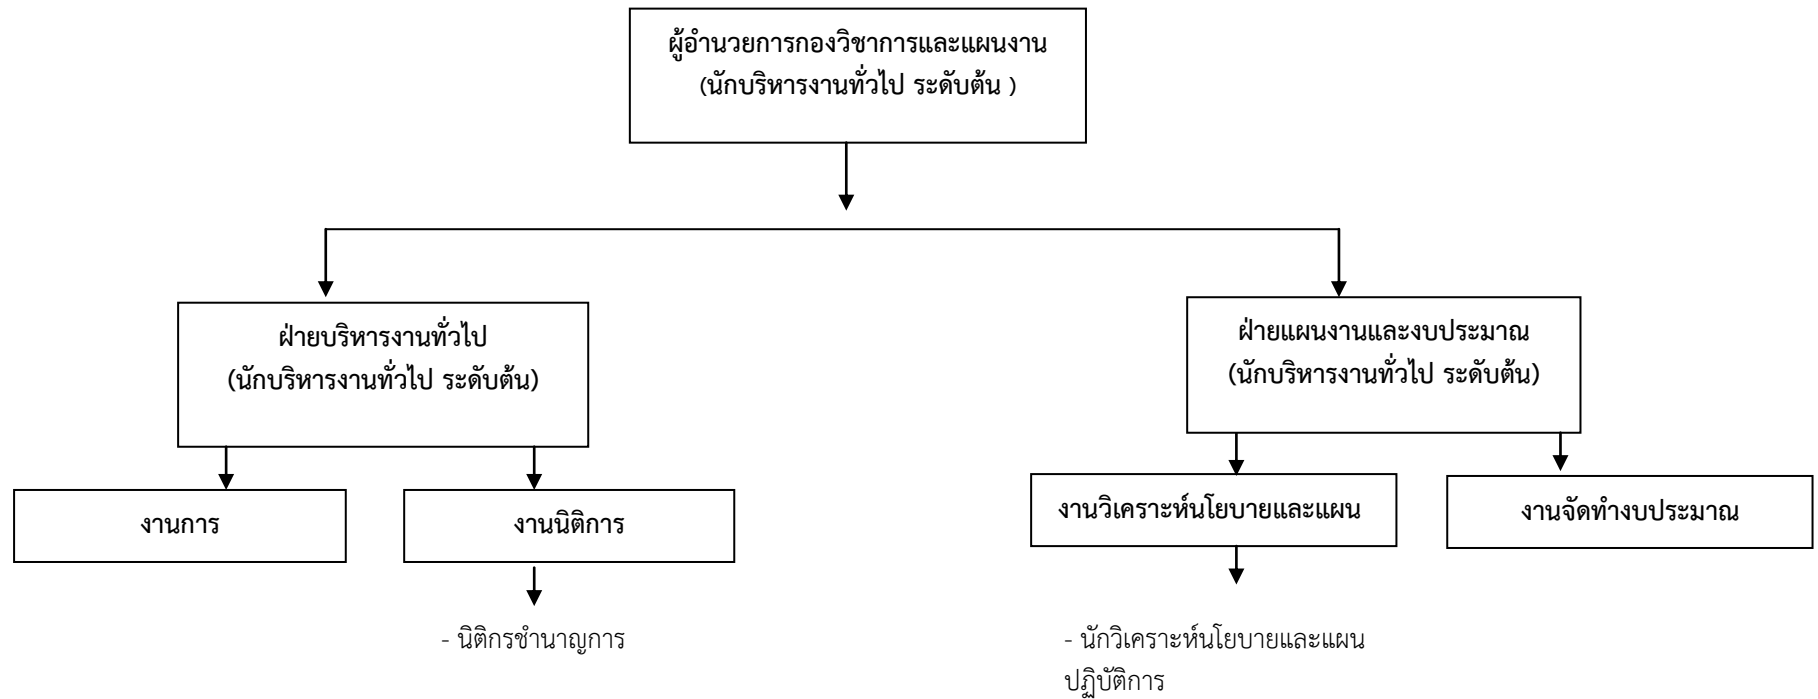 ผู้อำนวยการกองวิชาการและแผนงาน
(นักบริหารงานทั่วไป ระดับต้น )
ฝ่ายบริหารงานทั่วไป
(นักบริหารงานทั่วไป ระดับต้น)
ฝ่ายแผนงานและงบประมาณ
(นักบริหารงานทั่วไป ระดับต้น)
งานการ
งานนิติการ
งานวิเคราะห์นโยบายและแผน
งานจัดทำงบประมาณ
- นิติกรชำนาญการ
- นักวิเคราะห์นโยบายและแผน
ปฏิบัติการ